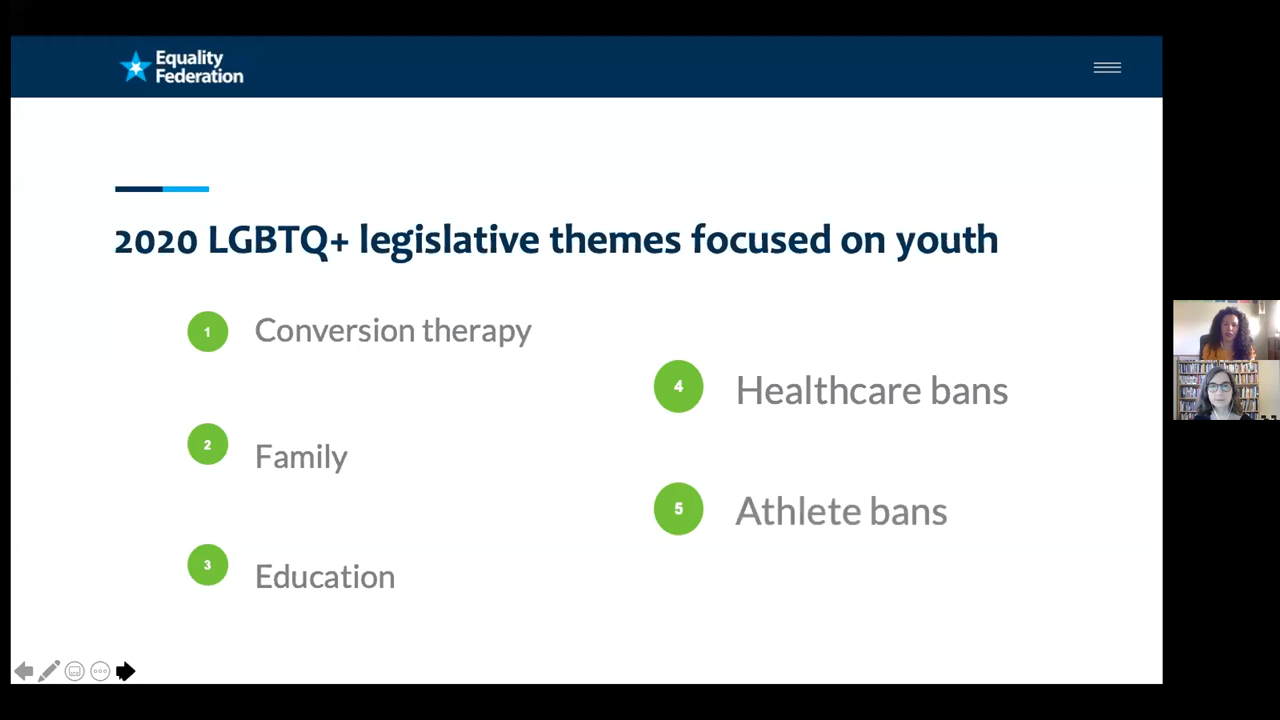 Equality
Federation
2020 LGBTQ+ legislative themes focused on youth
1 Conversion therapy
2 Family
3 Education
4 Healthcare bans
5 Athlete bans